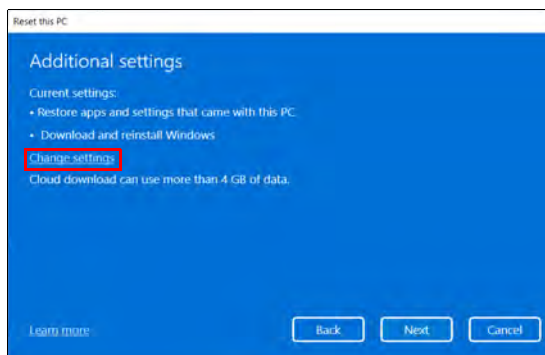 Reset this PC
Additional settings
Current settings:
• Restore apps and settings that came with this PC
• Download and reinstall Windows
Change settings
Cloud download can use more than 4 GB of data.
Learn more
Back
Next
Cancel